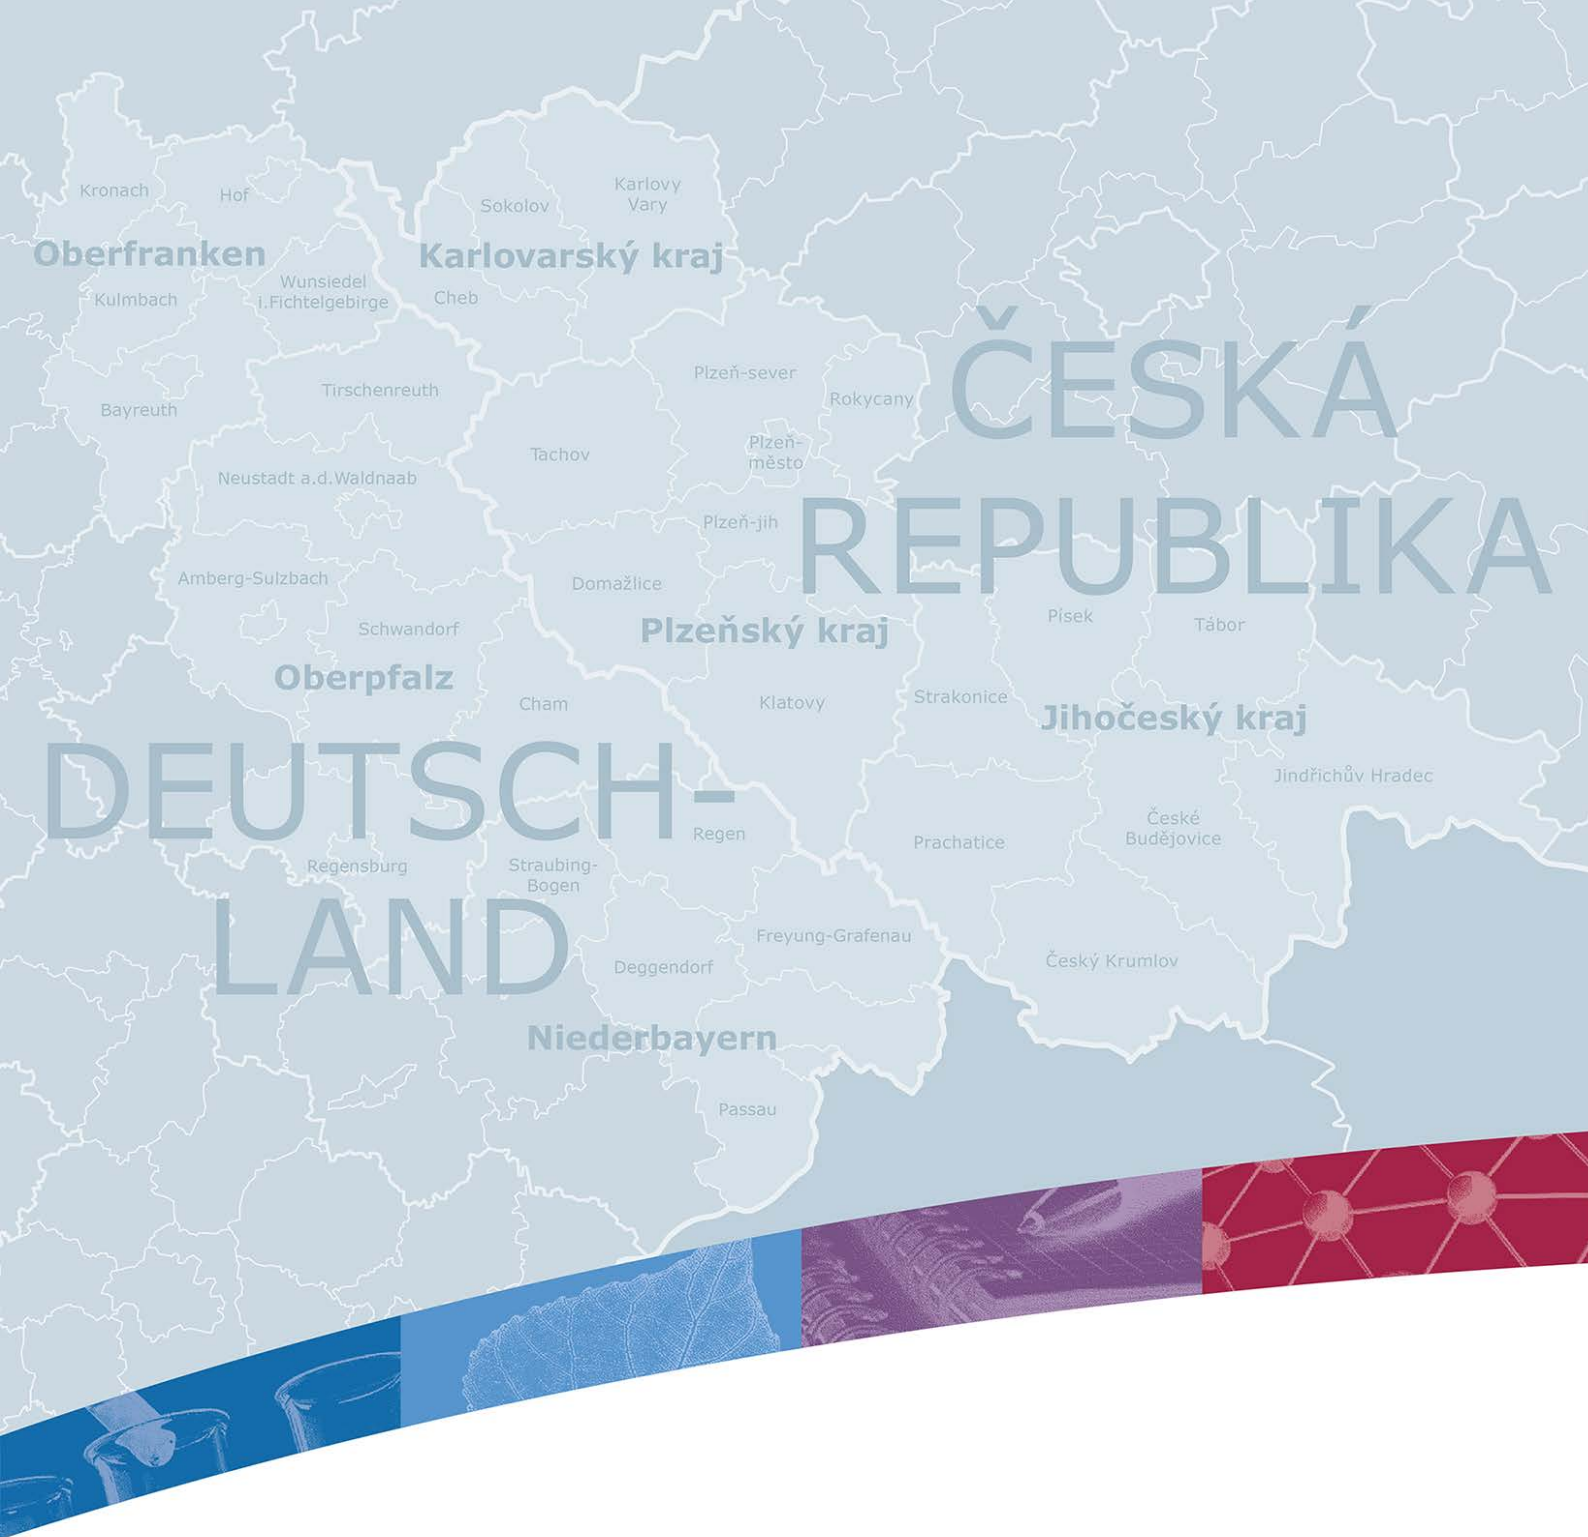 Kronach
Hof
Sokolov
Karlovy
Vary
Oberfranken
Karlovarský kraj
Wunsiedel
i.Fichtelgebirge
Kulmbach
Cheb
ČESKÁ
Plzeň-sever
Tirschenreuth
Rokycany
Bayreuth
Plzeň-
město
Tachov
Neustadt a.d.Waldnaab
REPUBLIKA
Plzeň-jih
Amberg-Sulzbach
Domažlice
Schwandorf
Plzeňský kraj
Písek
Tábor
Oberpfalz
Cham
Klatovy
Strakonice
Jihočeský kraj
DEUTSCH-
Jindřichův Hradec
Regen
České
Budějovice
Prachatice
Regensburg
Straubing-
Bogen
LAND
Freyung-Grafenau
Deggendorf
Český Krumlov
Niederbayern
Passau